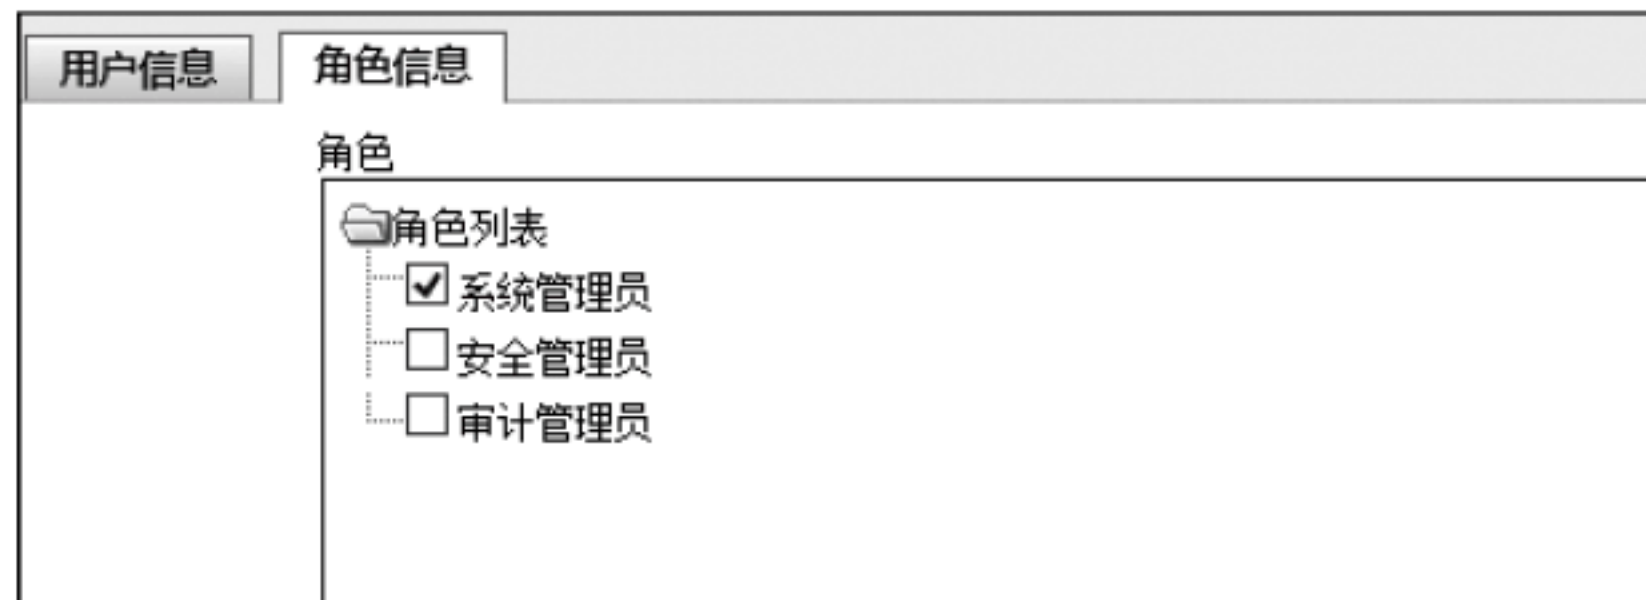 用户信息 角色信息
角色
角色列表
系统管理员
安全管理员
审计管理员